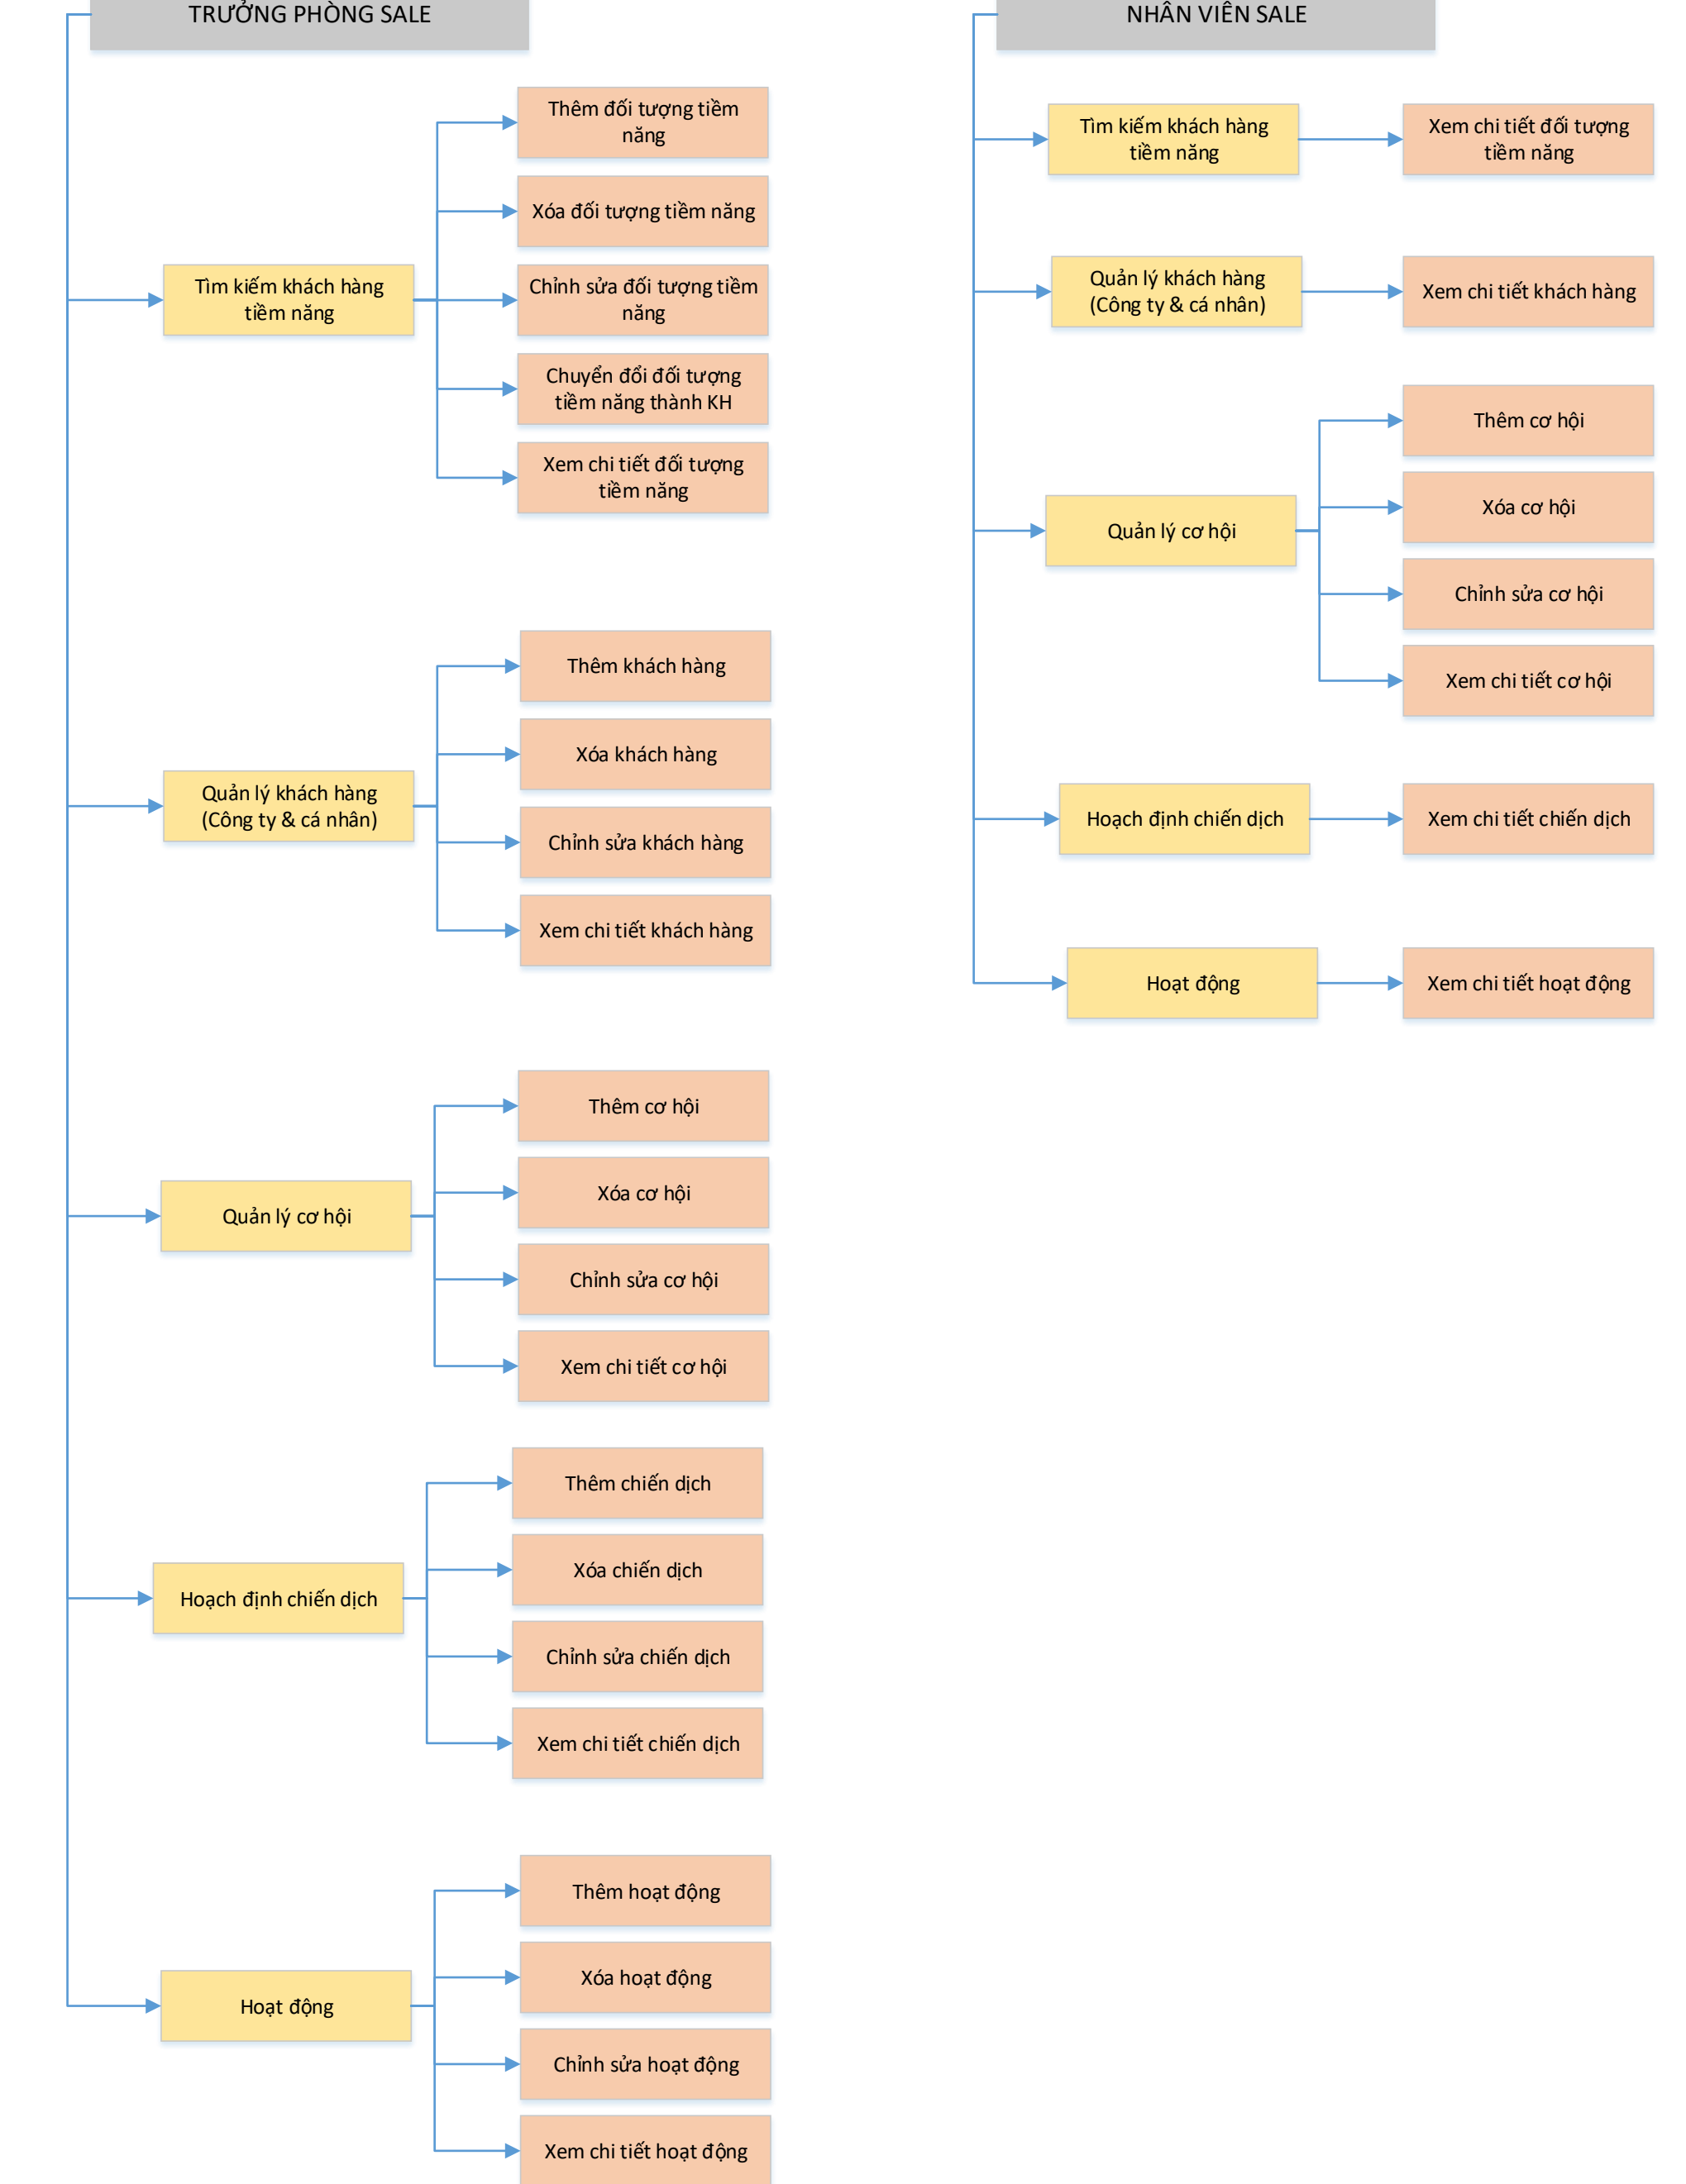 TRƯỞNG PHÒNG SALE
Thêm đối tượng tiềm
năng
Xóa đối tượng tiềm năng
Tìm kiếm khách hàng
tiềm năng
Chỉnh sửa đối tượng tiềm
năng
Chuyển đổi đối tượng
tiềm năng thành KH
Xem chi tiết đối tượng
tiềm năng
Thêm khách hàng
Xóa khách hàng
Quản lý khách hàng
(Công ty & cá nhân)
Chỉnh sửa khách hàng
Xem chi tiết khách hàng
Thêm cơ hội
Xóa cơ hội
Quản lý cơ hội
Chỉnh sửa cơ hội
Xem chi tiết cơ hội
Thêm chiến dịch
Xóa chiến dịch
Hoạch định chiến dịch
Chỉnh sửa chiến dịch
Xem chi tiết chiến dịch
Thêm hoạt động
Xóa hoạt động
Hoạt động
Chỉnh sửa hoạt động
Xem chi tiết hoạt động
NHÂN VIÊN SALE
Tìm kiếm khách hàng
tiềm năng
Xem chi tiết đối tượng
tiềm năng
Quản lý khách hàng
(Công ty & cá nhân)
Xem chi tiết khách hàng
Thêm cơ hội
Xóa cơ hội
Quản lý cơ hội
Chỉnh sửa cơ hội
Xem chi tiết cơ hội
Hoạch định chiến dịch
Xem chi tiết chiến dịch
Hoạt động
Xem chi tiết hoạt động